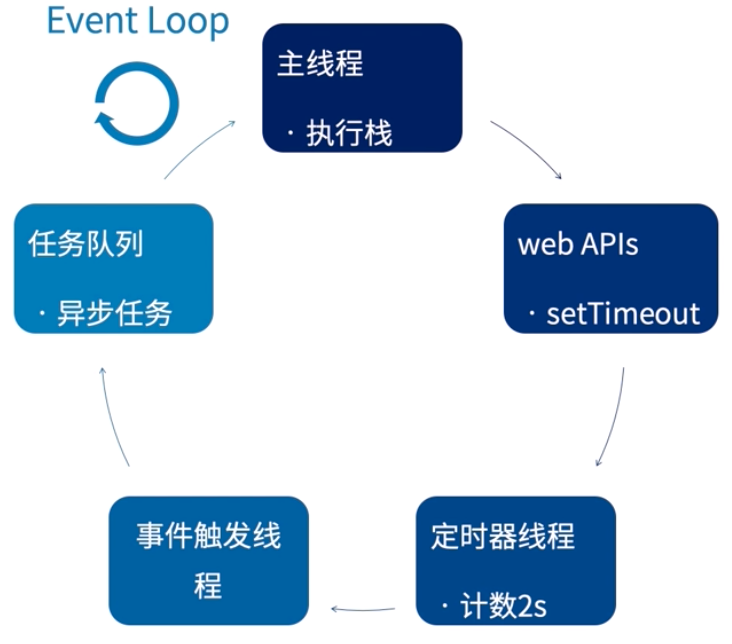 Event Loop
主线程
· 执行栈
任务队列
· 异步任务
web APIs
· setTimeout
事件触发线
程
定时器线程
· 计数2s